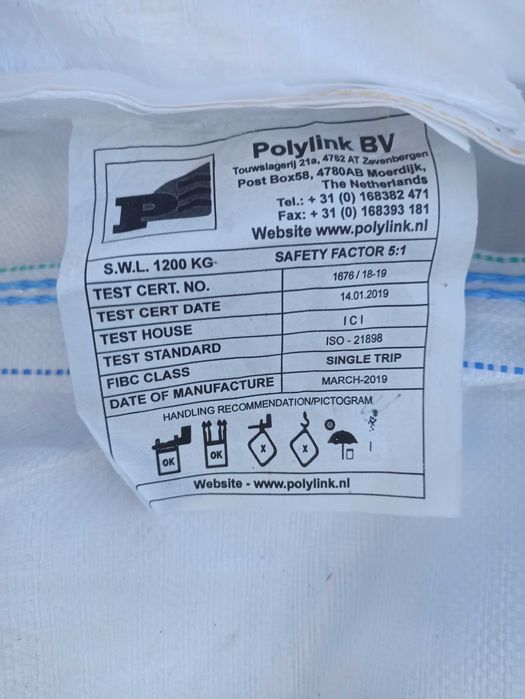 Polylink BV
Touwslagerij 21a, 4762 AT Zevenbergen
Post Box58, 4780AB Moerdijk,
The Netherlands
Tel.: + 31 (0) 168382 471
Fax: + 31 (0) 168393 181
Website www.polylink.nl
P
S.W.L. 1200 KG SAFETY FACTOR 5:1
TEST CERT. NO. 1676 / 18-19
TEST CERT DATE 14.01.2019
TEST HOUSE I C I
TEST STANDARD ISO - 21898
FIBC CLASS SINGLE TRIP
DATE OF MANUFACTURE MARCH-2019
HANDLING RECOMMENDATION/PICTOGRAM
OK OK X X
Website - www.polylink.nl